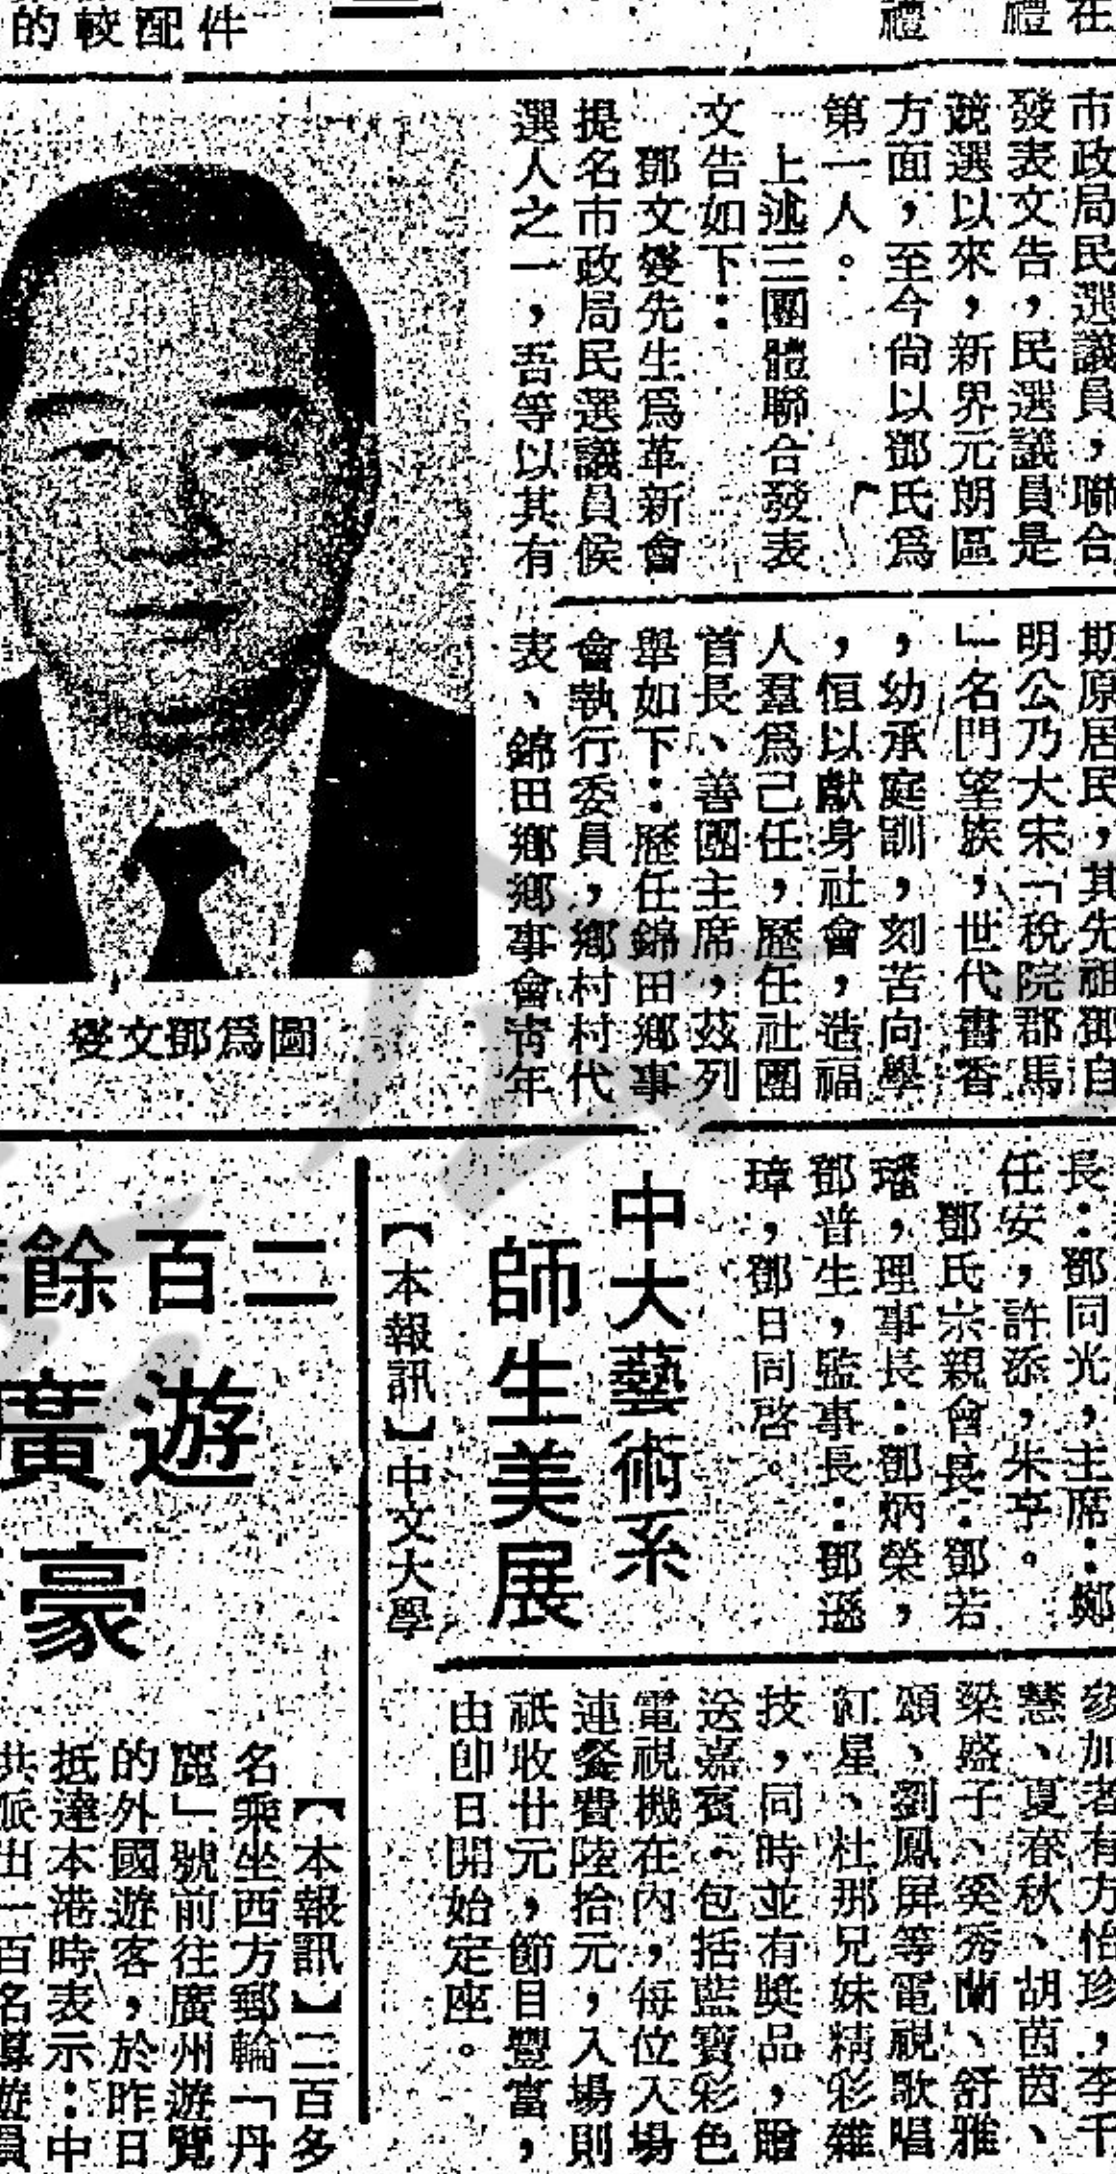 的較配件
禮
禮
在
市政局民選議員，聯合
發表文告，民選議員是
競選以來，新界元朗區
方面，至今尙以鄧氏爲
第一人。「
上述三團體聯合發表
文告如下：
鄧文燮先生爲革新會
提名市政局民選議員候
選人之一，吾等以其有
期原居民，其先祖鄧自
明公乃大宋「稅院郡馬
」名門望族，世代書香
，幼承庭訓，刻苦向學
，恒以獻身社會，造福
人羣爲己任，歷任社團
首長、善團主席，茲列
舉如下：歷任錦田鄉事
會執行委員，鄉村村代
表、錦田鄉鄉事會靑年
圖爲鄧文燮
長：鄧同光，主席：鄭
任安，許添，朱亨。
鄧氏宗親會長：鄧若
璠，理事長：鄧炳榮，
鄧普生，監事長：鄧遜
璋，鄧日同啓。
中大藝術系
師生美展
【本報訊】中文大學
參加者有方怡珍，李千
慧、夏春秋、胡茵茵、
梁盛子、奚秀蘭、舒雅
頌、劉鳳屏等電視歌唱
紅星、杜那兄妹精彩雜
技，同時並有獎品，贈
送嘉賓：包括藍寶彩色
電視機在內，每位入場
連餐費陸拾元，入場則
祇收廿元，節目豐富，
由卽日開始定座。
二百餘
遊廣
豪
【本報訊】二百多
名乘坐西方郵輪「丹
麗」號前往廣州遊覽
的外國遊客，於昨日
抵達本港時表示：中
共派出一百名導遊員